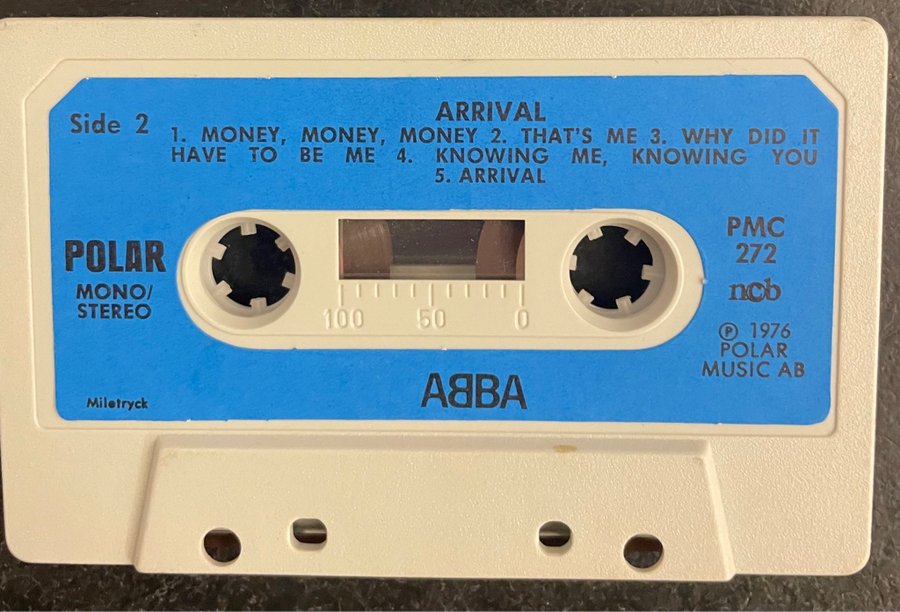 ARRIVAL
Side 2
1. MONEY, MONEY, MONEY 2. THAT'S ME 3. WHY DID IT
HAVE TO BE ME 4. KNOWING ME, KNOWING YOU
5. ARRIVAL
POLAR
MONO/
STEREO
PMC
272
ncb
100 50 0
Ⓟ 1976
POLAR
MUSIC AB
ABBA
Miletryck